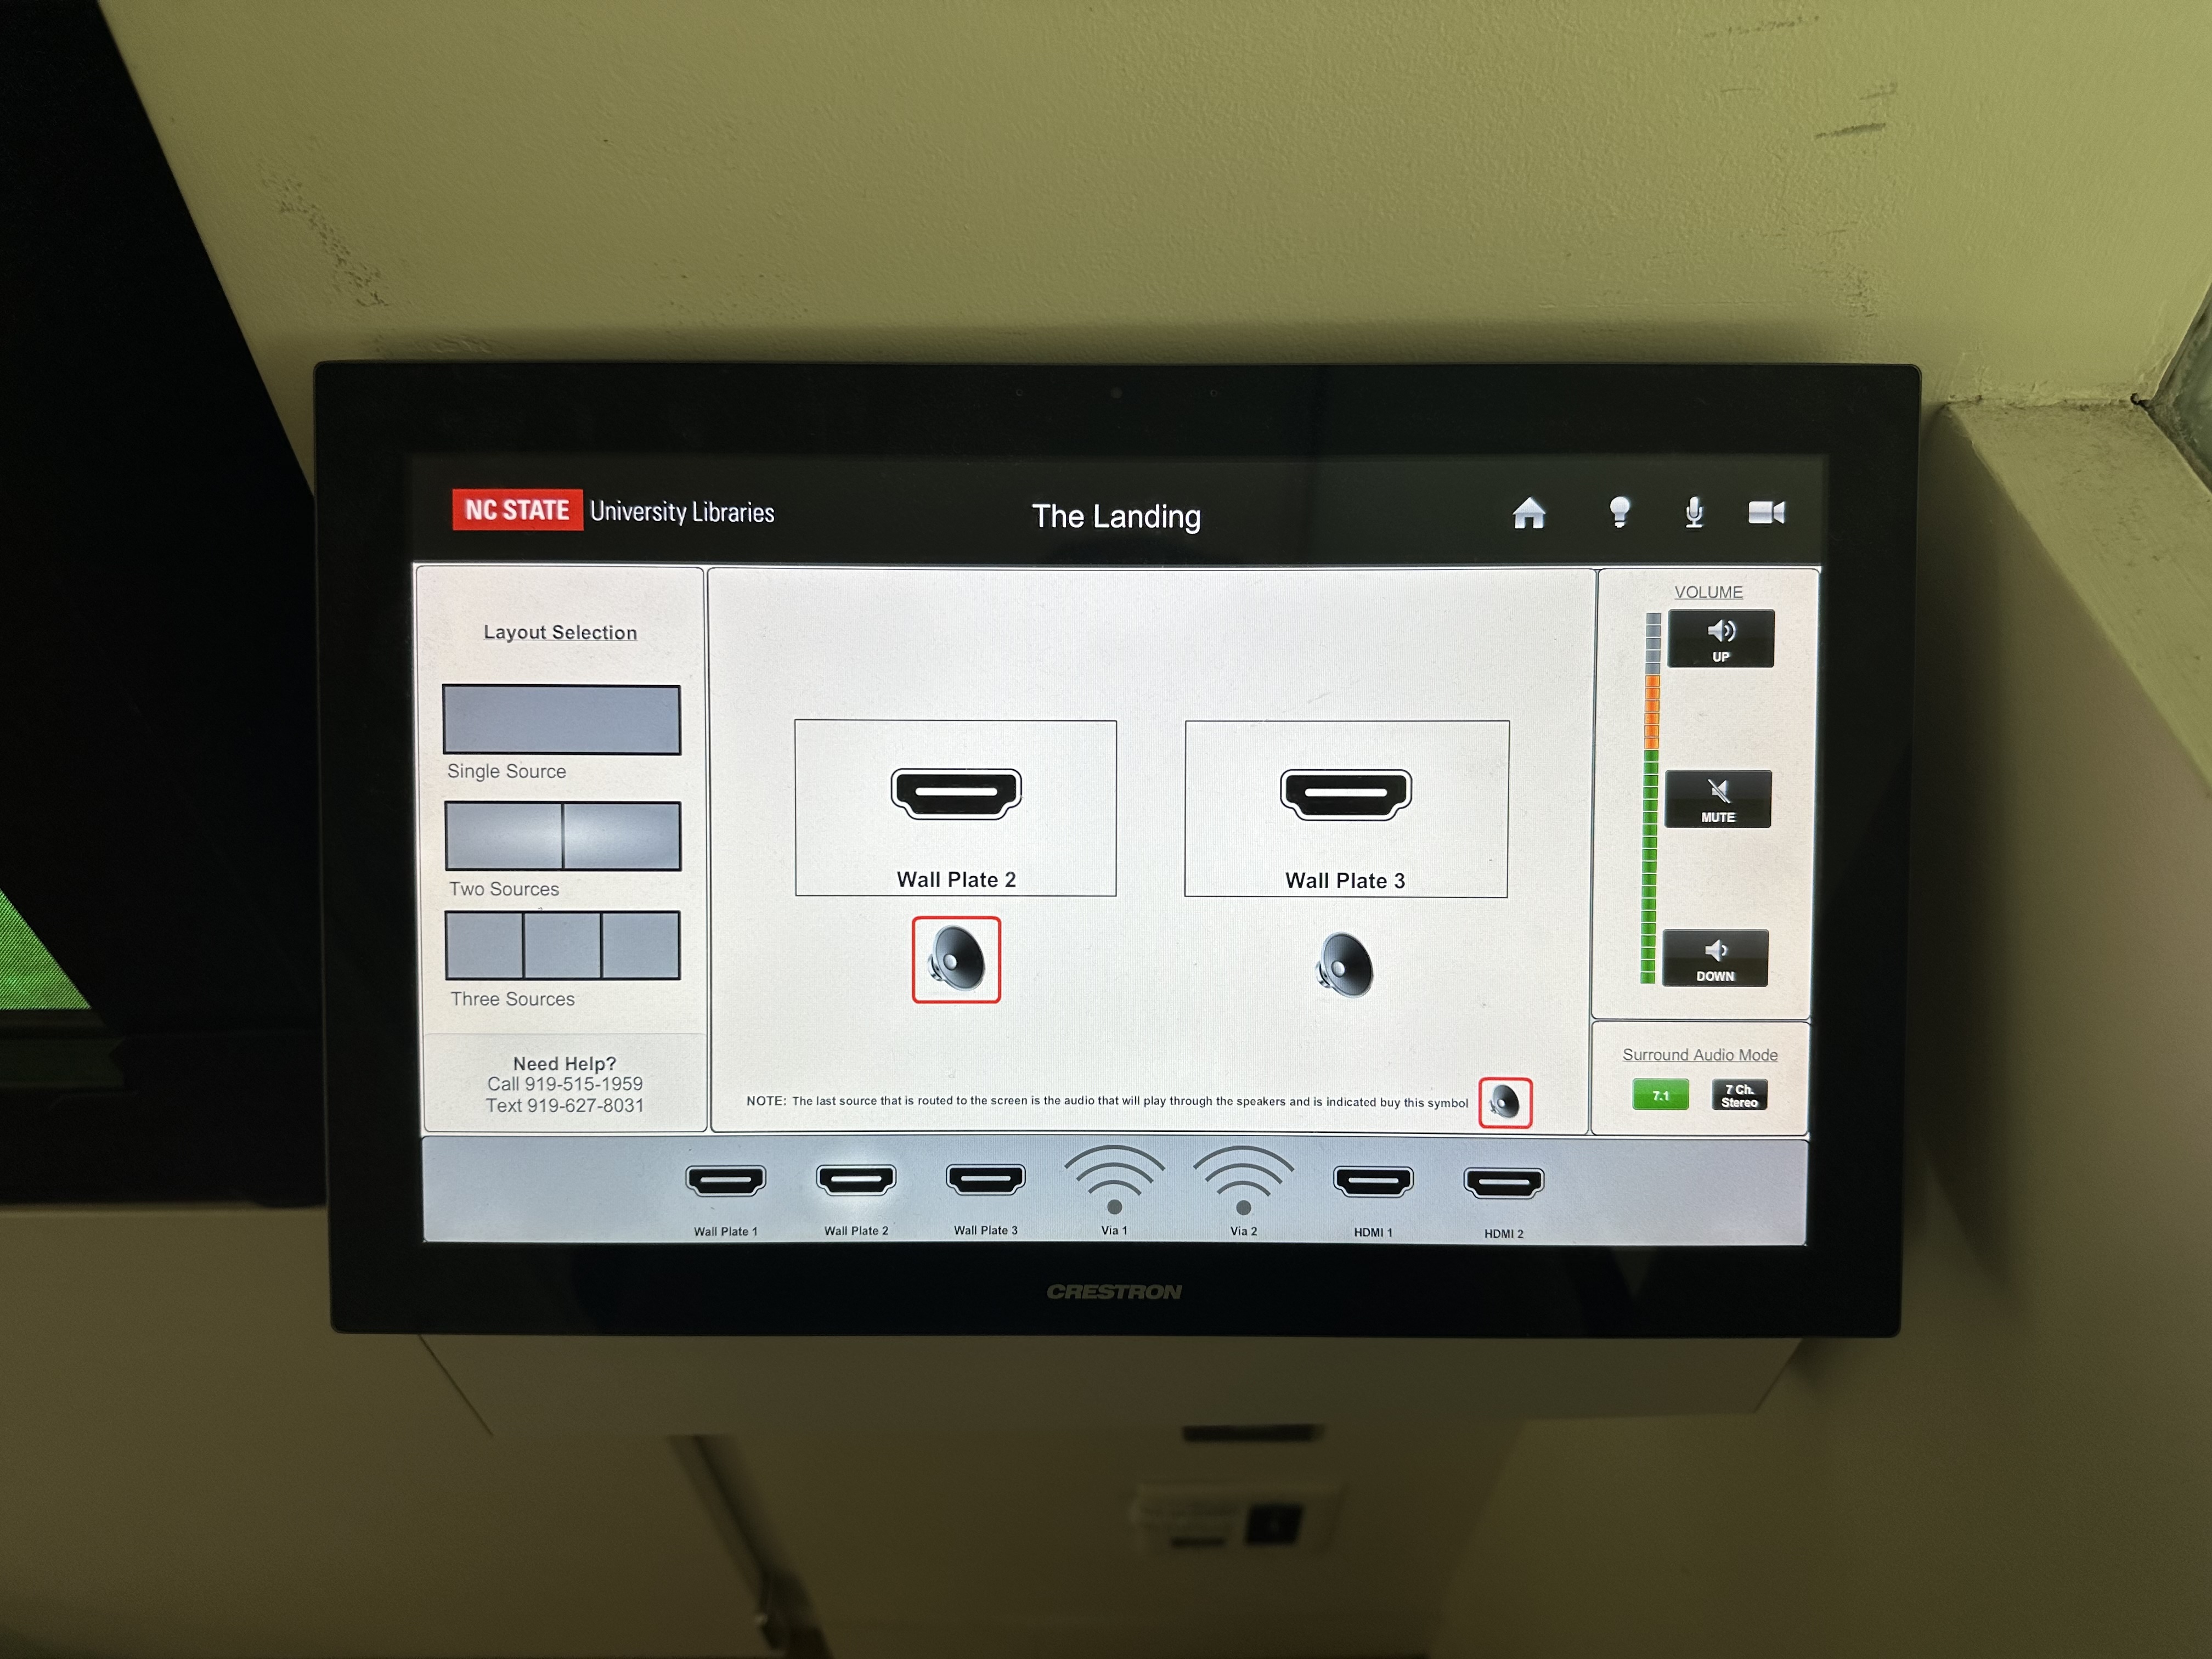 NC STATE University Libraries
The Landing
Layout Selection
Single Source
Two Sources
Three Sources
Need Help?
Call 919-515-1959
Text 919-627-8031
Wall Plate 2
Wall Plate 3
NOTE: The last source that is routed to the screen is the audio that will play through the speakers and is indicated buy this symbol
VOLUME
UP
MUTE
DOWN
Surround Audio Mode
7.1
7 Ch.
Stereo
Wall Plate 1
Wall Plate 2
Wall Plate 3
Via 1
Via 2
HDMI 1
HDMI 2
CRESTRON